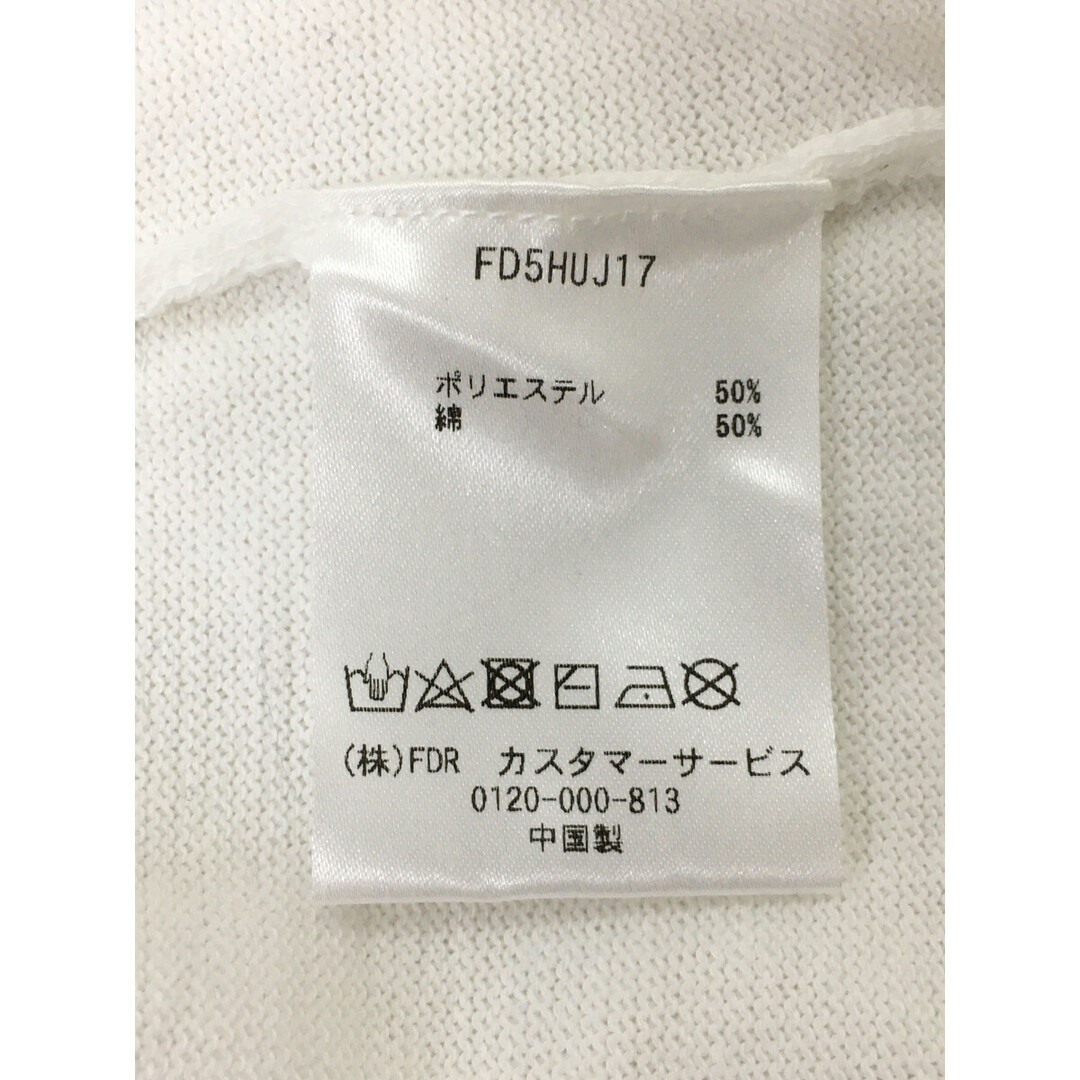 FD5HUJ17
ポリエステル 50%
綿 50%
(株)FDR カスタマーサービス
0120-000-813
中国製